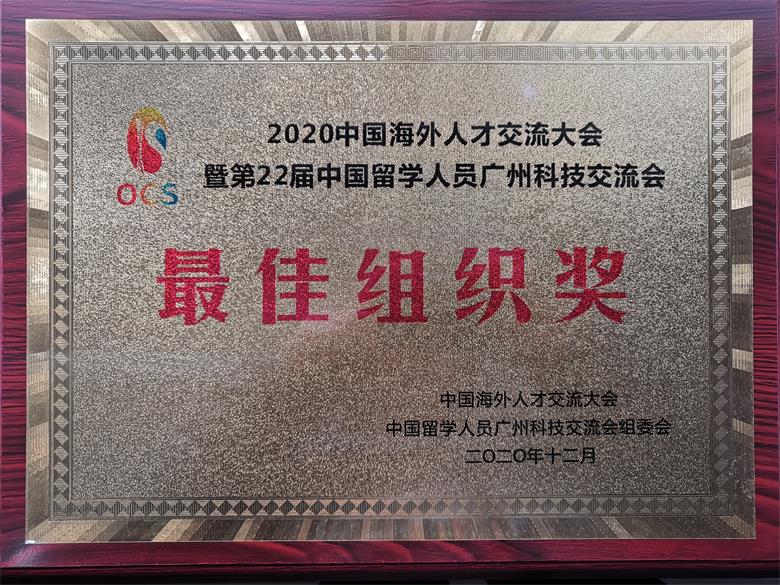 OCS
2020中国海外人才交流大会
暨第22届中国留学人员广州科技交流会
最佳组织奖
中国海外人才交流大会
中国留学人员广州科技交流会组委会
二〇二〇年十二月